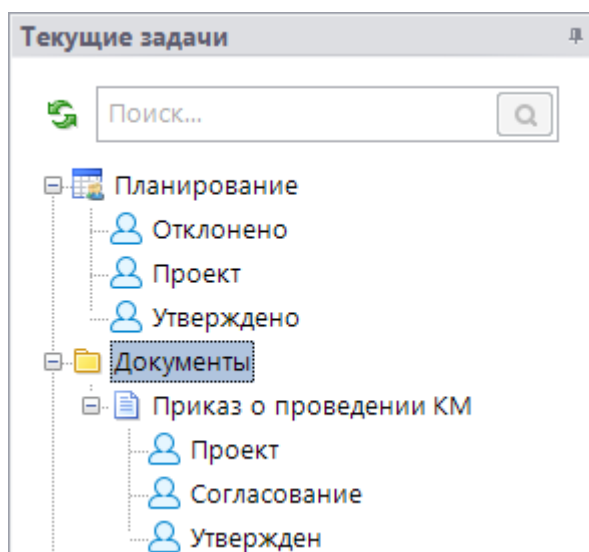 Текущие задачи
Поиск...
Планирование
Отклонено
Проект
Утверждено
Документы
Приказ о проведении КМ
Проект
Согласование
Утвержден